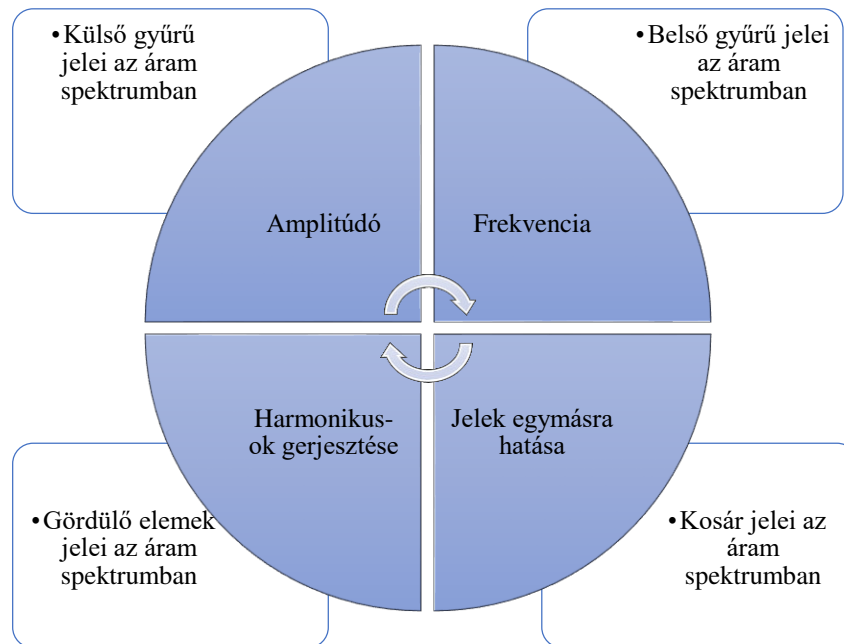 •Külső gyűrű
jelei az áram
spektrumban
•Belső gyűrű jelei
az áram
spektrumban
Amplitúdó
Frekvencia
Harmonikus-
ok gerjesztése
Jelek egymásra
hatása
•Gördülő elemek
jelei az áram
spektrumban
•Kosár jelei az
áram
spektrumban